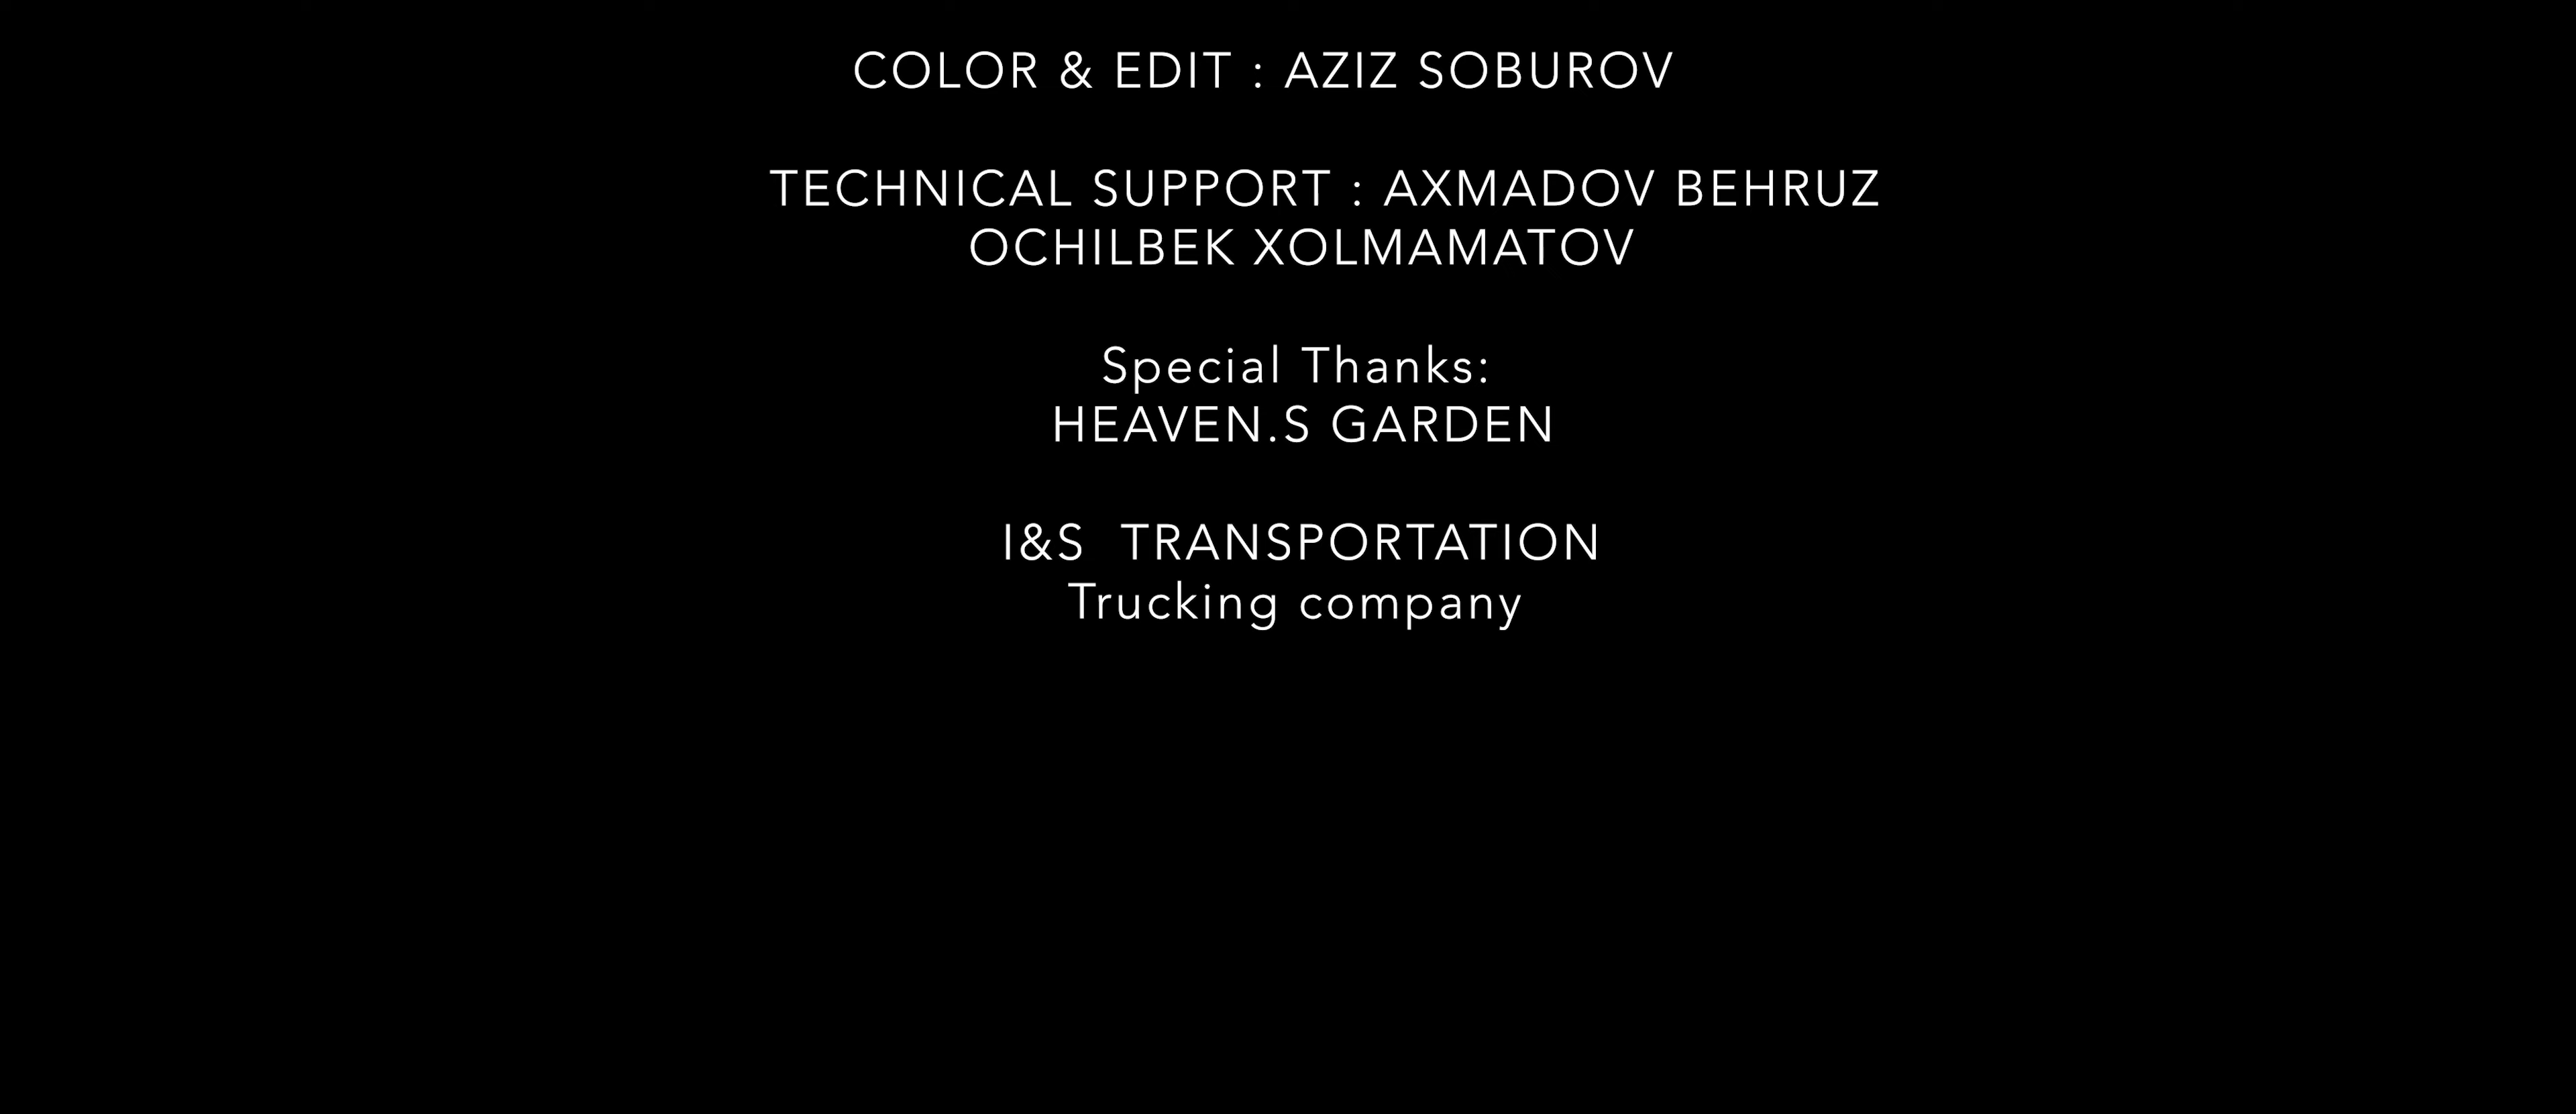 COLOR & EDIT : AZIZ SOBUROV
TECHNICAL SUPPORT : AXMADOV BEHRUZ
OCHILBEK XOLMAMATOV
Special Thanks:
HEAVEN.S GARDEN
I&S  TRANSPORTATION
Trucking company